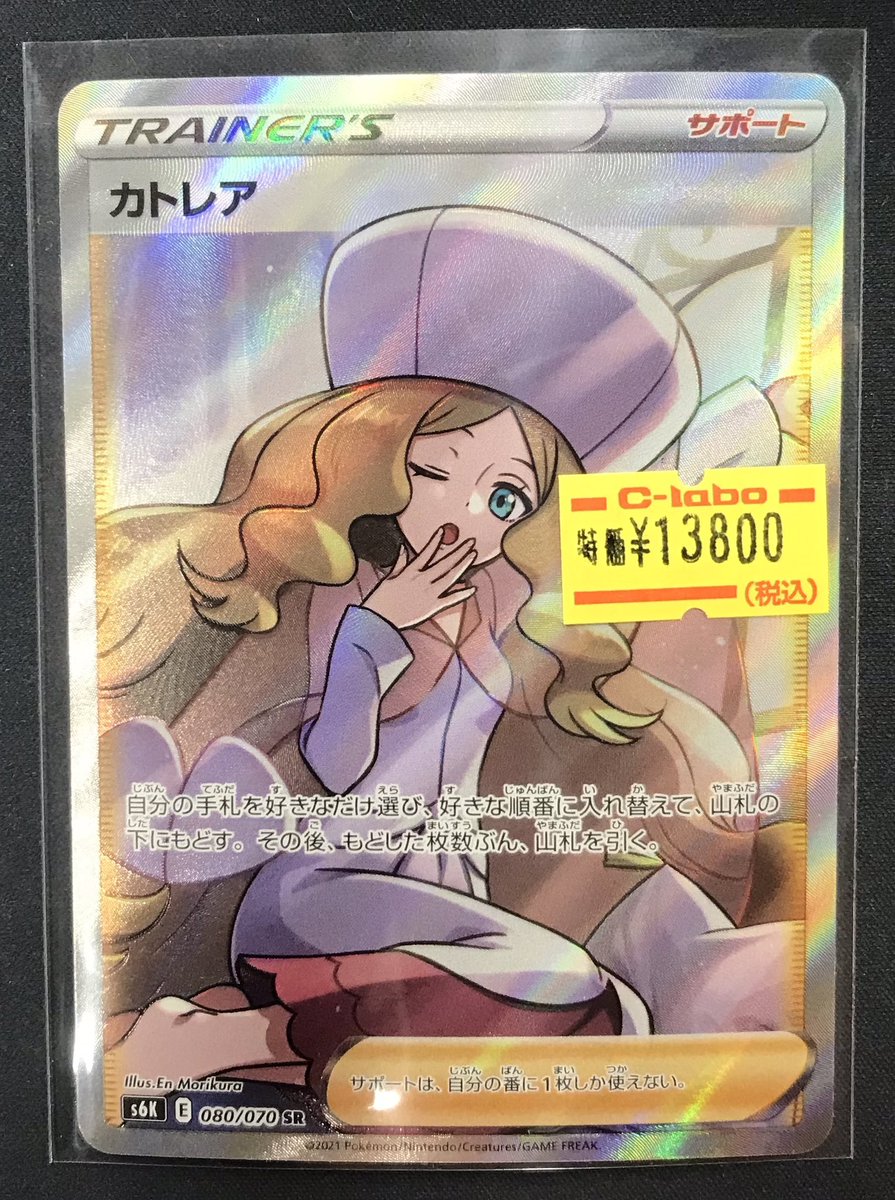 TRAINER'S サポート
カトレア
C-labo
特価¥13800
(税込)
自分の手札を好きなだけ選び、好きな順番に入れ替えて、山札の
下にもどす。その後、もどした枚数ぶん、山札を引く。
サポートは、自分の番に1枚しか使えない。
Illus.En Morikura
s6K E 080/070 SR
©2021 Pokémon/Nintendo/Creatures/GAME FREAK.